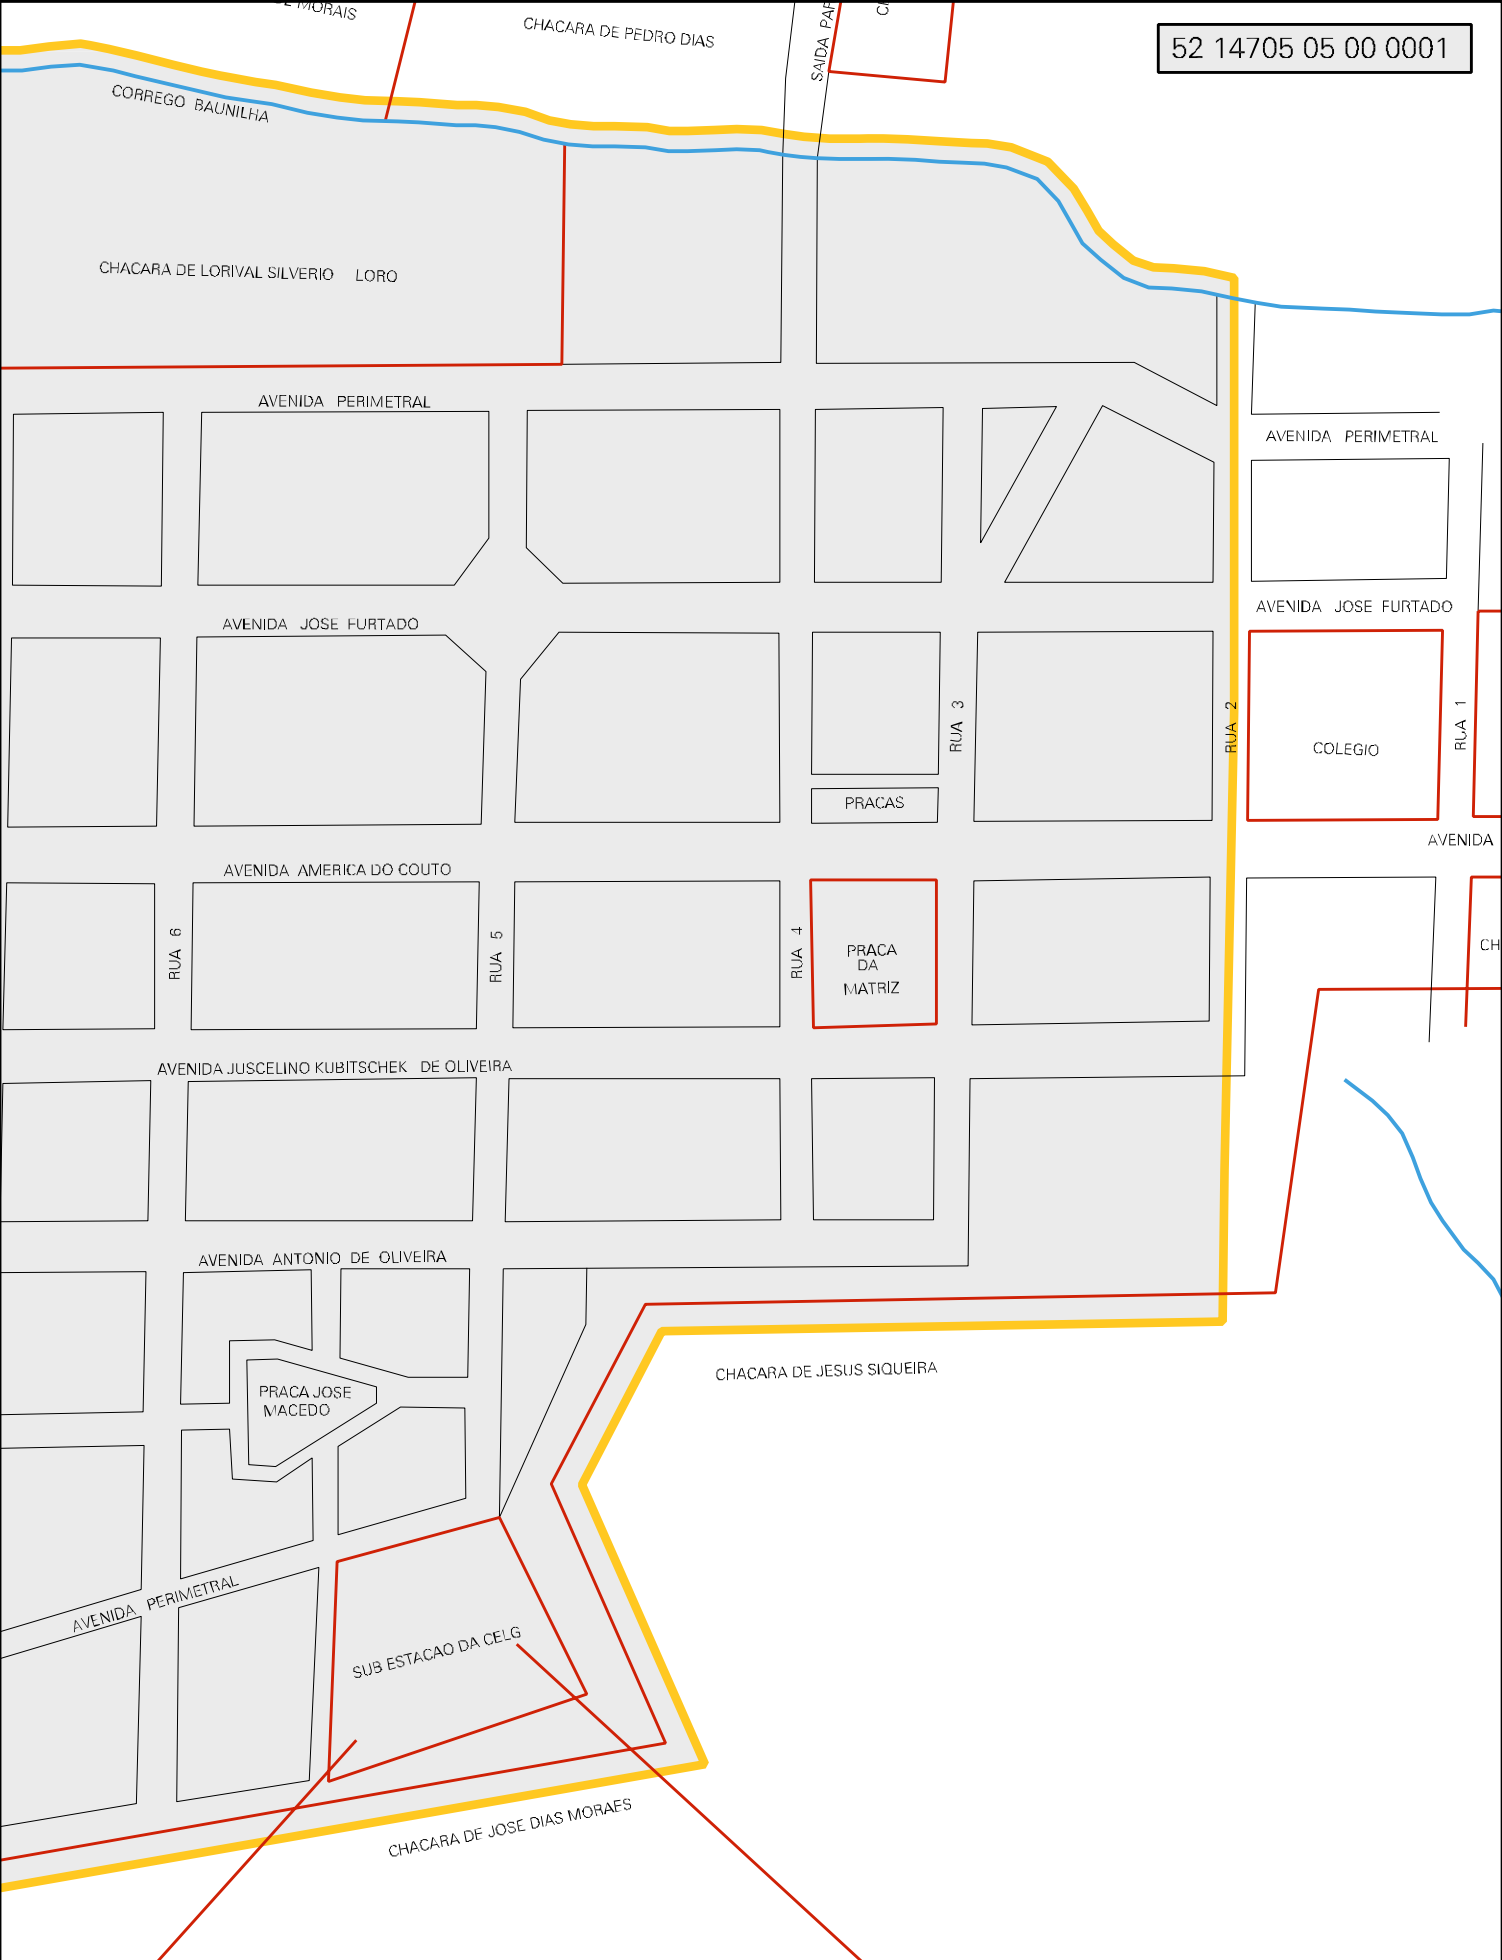 MORAIS
CHACARA DE PEDRO DIAS
SAIDA
52 14705 05 00 0001
CORREGO BAUNILHA
CHACARA DE LORIVAL SILVERIO LORO
AVENIDA PERIMETRAL
AVENIDA PERIMETRAL
AVENIDA JOSE FURTADO
AVENIDA JOSE FURTADO
RUA 3
RUA 2
RUA 1
COLEGIO
PRACAS
AVENIDA
AVENIDA AMERICA DO COUTO
RUA 6
RUA 5
RUA 4
PRACA
DA
MATRIZ
CH
AVENIDA JUSCELINO KUBITSCHEK DE OLIVEIRA
AVENIDA ANTONIO DE OLIVEIRA
CHACARA DE JESUS SIQUEIRA
PRACA JOSE
MACEDO
AVENIDA PERIMETRAL
SUB ESTACAO DA CELG
CHACARA DE JOSE DIAS MORAES